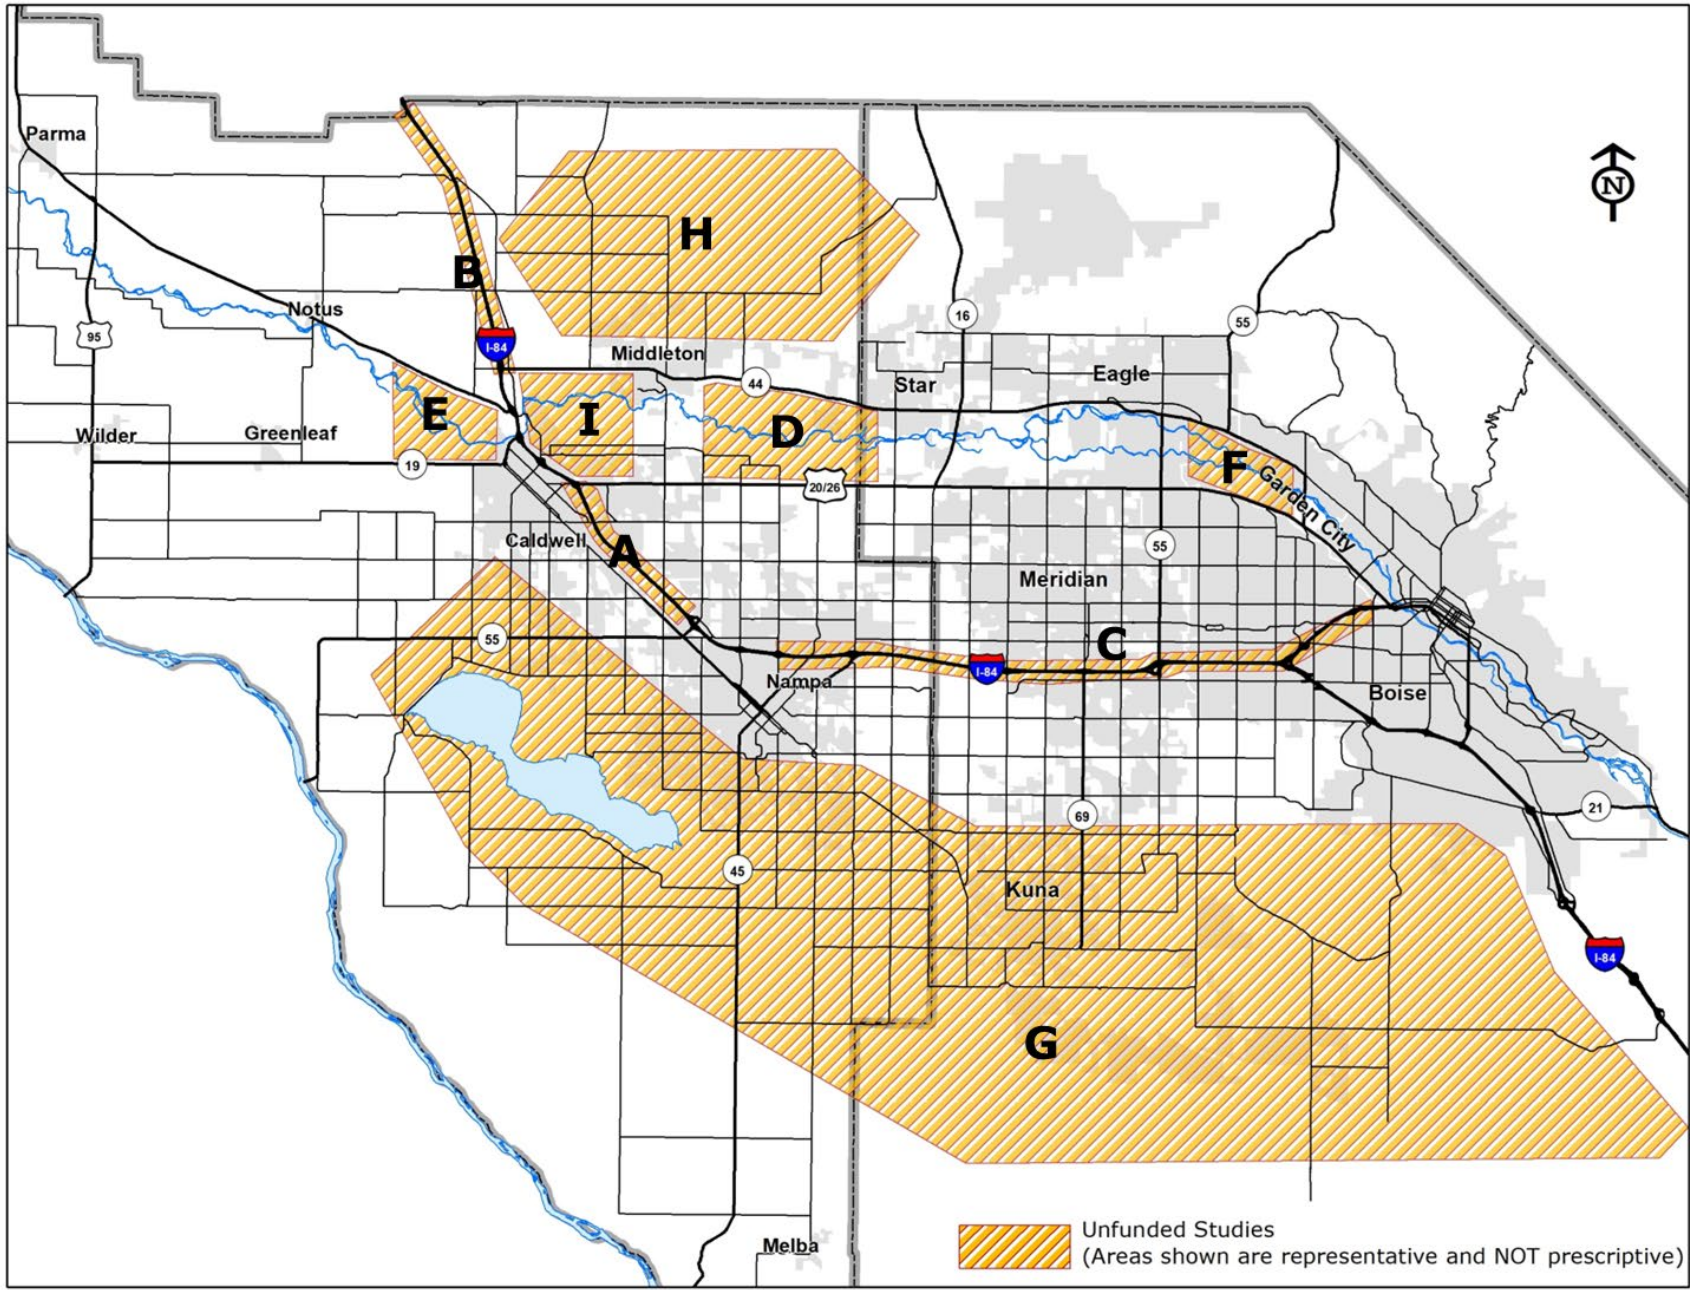 Parma
N
H
B
Notus
95
16
55
I-84
Middleton
44
Star
Eagle
E
I
D
Wilder
Greenleaf
19
20/26
F
Garden City
Caldwell
A
55
Meridian
55
C
I-84
Nampa
Boise
69
21
45
Kuna
I-84
G
Unfunded Studies
(Areas shown are representative and NOT prescriptive)
Melba